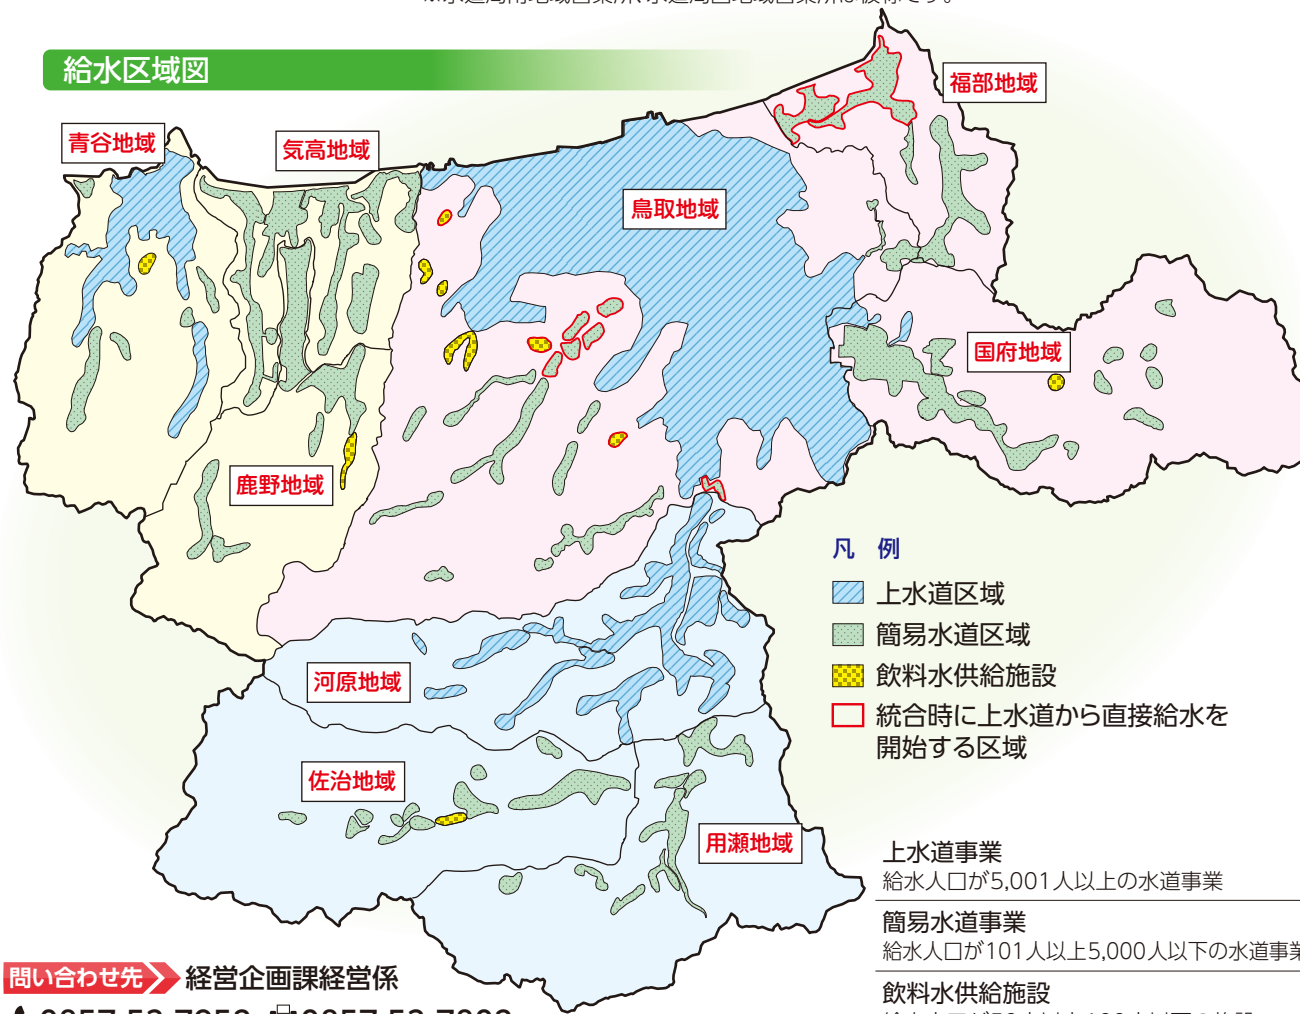 給水区域図
福部地域
青谷地域
気高地域
鳥取地域
国府地域
鹿野地域
河原地域
佐治地域
用瀬地域
凡 例
上水道区域
簡易水道区域
飲料水供給施設
統合時に上水道から直接給水を
開始する区域
上水道事業
給水人口が5,001人以上の水道事業
簡易水道事業
給水人口が101人以上5,000人以下の水道事業
飲料水供給施設
問い合わせ先 経営企画課経営係